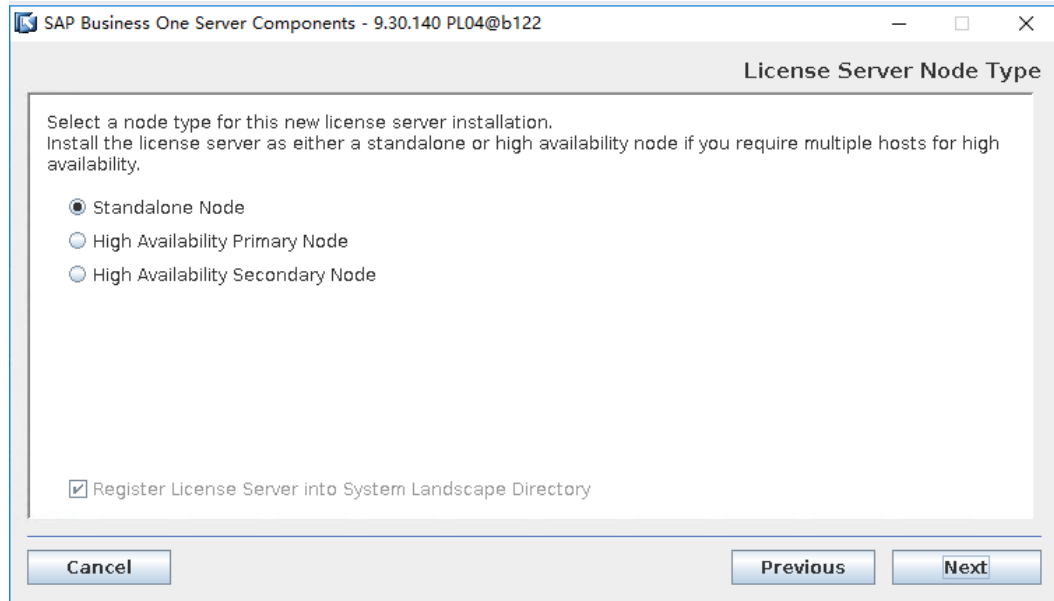 SAP Business One Server Components - 9.30.140 PL04@b122
License Server Node Type
Select a node type for this new license server installation.
Install the license server as either a standalone or high availability node if you require multiple hosts for high
availability.
Standalone Node
High Availability Primary Node
High Availability Secondary Node
Register License Server into System Landscape Directory
Cancel
Previous
Next